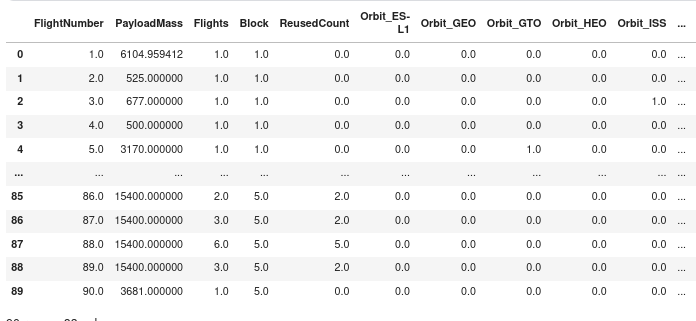 FlightNumber PayloadMass Flights Block ReusedCount Orbit_ES-L1 Orbit_GEO Orbit_GTO Orbit_HEO Orbit_ISS ...
0 1.0 6104.959412 1.0 1.0 0.0 0.0 0.0 0.0 0.0 0.0 ...
1 2.0 525.000000 1.0 1.0 0.0 0.0 0.0 0.0 0.0 0.0 ...
2 3.0 677.000000 1.0 1.0 0.0 0.0 0.0 0.0 0.0 1.0 ...
3 4.0 500.000000 1.0 1.0 0.0 0.0 0.0 0.0 0.0 0.0 ...
4 5.0 3170.000000 1.0 1.0 0.0 0.0 0.0 1.0 0.0 0.0 ...
... ... ... ... ... ... ... ... ... ... ... ...
85 86.0 15400.000000 2.0 5.0 2.0 0.0 0.0 0.0 0.0 0.0 ...
86 87.0 15400.000000 3.0 5.0 2.0 0.0 0.0 0.0 0.0 0.0 ...
87 88.0 15400.000000 6.0 5.0 5.0 0.0 0.0 0.0 0.0 0.0 ...
88 89.0 15400.000000 3.0 5.0 2.0 0.0 0.0 0.0 0.0 0.0 ...
89 90.0 3681.000000 1.0 5.0 0.0 0.0 0.0 0.0 0.0 0.0 ...